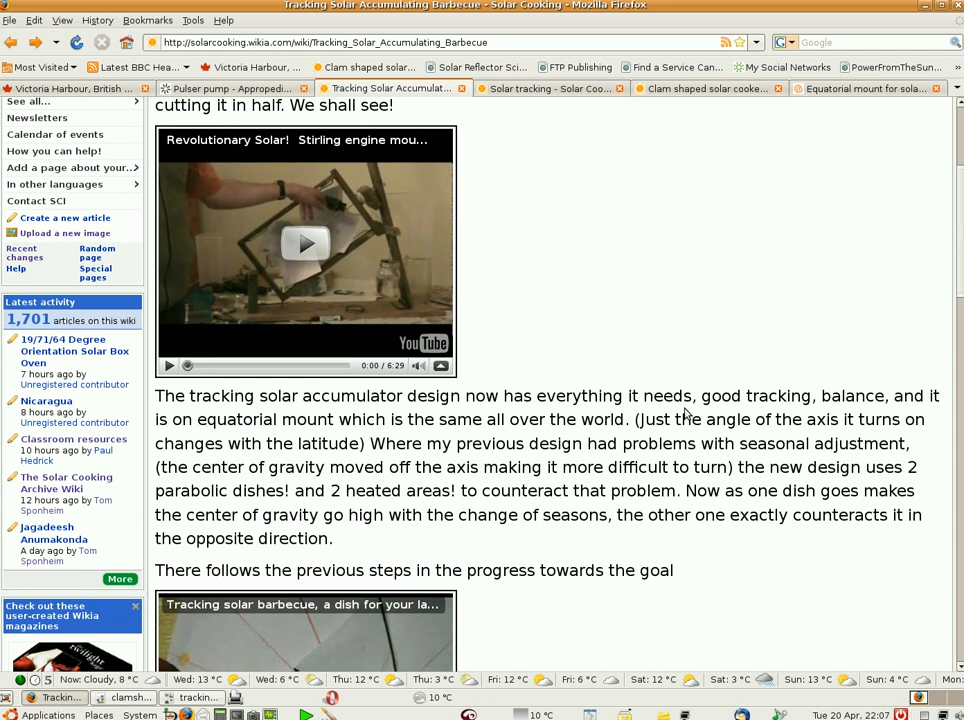 Tracking Solar Accumulating Barbecue - Solar Cooking - Mozilla Firefox
File Edit View History Bookmarks Tools Help
http://solarcooking.wikia.com/wiki/Tracking_Solar_Accumulating_Barbecue
Google
Most Visited Latest BBC Hea... Victoria Harbour, ... Clam shaped solar... Solar Reflector Sci... FTP Publishing Find a Service Can... My Social Networks PowerFromTheSun...
Victoria Harbour, British ... Pulser pump - Appropedi... Tracking Solar Accumulat... Solar tracking - Solar Coo... Clam shaped solar cooke... Equatorial mount for sola...
See all...
Newsletters
Calendar of events
How you can help!
Add a page about your...
In other languages
Contact SCI
Create a new article
Upload a new image
Recent changes
Random page
Help
Special pages
Latest activity
1,701 articles on this wiki
19/71/64 Degree
Orientation Solar Box
Oven
7 hours ago by
Unregistered contributor
Nicaragua
8 hours ago by
Unregistered contributor
Classroom resources
10 hours ago by Paul
Hedrick
The Solar Cooking
Archive Wiki
12 hours ago by Tom
Sponheim
Jagadeesh
Anumakonda
A day ago by Tom
Sponheim
More
Check out these
user-created Wikia
magazines
twilight
cutting it in half. We shall see!
Revolutionary Solar! Stirling engine mou...
YouTube
0:00 / 6:29
The tracking solar accumulator design now has everything it needs, good tracking, balance, and it
is on equatorial mount which is the same all over the world. (Just the angle of the axis it turns on
changes with the latitude) Where my previous design had problems with seasonal adjustment,
(the center of gravity moved off the axis making it more difficult to turn) the new design uses 2
parabolic dishes! and 2 heated areas! to counteract that problem. Now as one dish goes makes
the center of gravity go high with the change of seasons, the other one exactly counteracts it in
the opposite direction.
There follows the previous steps in the progress towards the goal
Tracking solar barbecue, a dish for your la...
5 Now: Cloudy, 8 °C Wed: 13 °C Wed: 6 °C Thu: 12 °C Thu: 3 °C Fri: 12 °C Fri: 6 °C Sat: 12 °C Sat: 3 °C Sun: 13 °C Sun: 4 °C Mon:
Trackin... clamsh... trackin... 10 °C
Applications Places System 10 °C Tue 20 Apr, 22:07